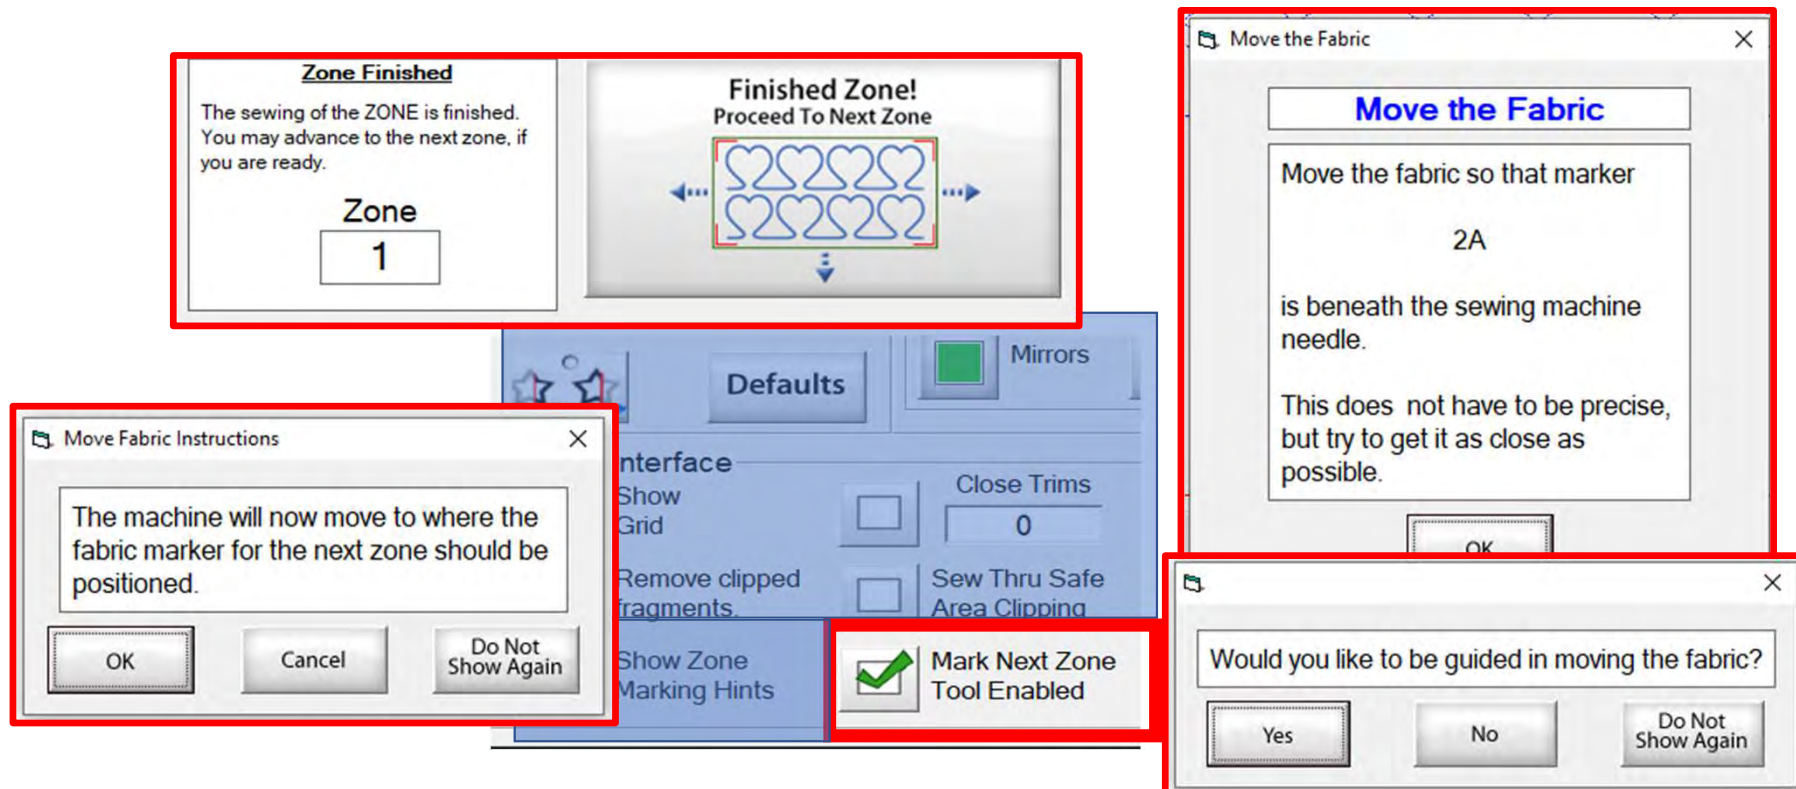 Zone Finished
The sewing of the ZONE is finished.
You may advance to the next zone, if
you are ready.
Zone
1
Finished Zone!
Proceed To Next Zone
Move the Fabric
Move the Fabric
Move the fabric so that marker
2A
is beneath the sewing machine
needle.
This does  not have to be precise,
but try to get it as close as
possible.
OK
Defaults
Mirrors
nterface
Show
Grid
Close Trims
0
Remove clipped
fragments.
Sew Thru Safe
Area Clipping
Show Zone
Marking Hints
Mark Next Zone
Tool Enabled
Move Fabric Instructions
The machine will now move to where the
fabric marker for the next zone should be
positioned.
OK
Cancel
Do Not
Show Again
Would you like to be guided in moving the fabric?
Yes
No
Do Not
Show Again